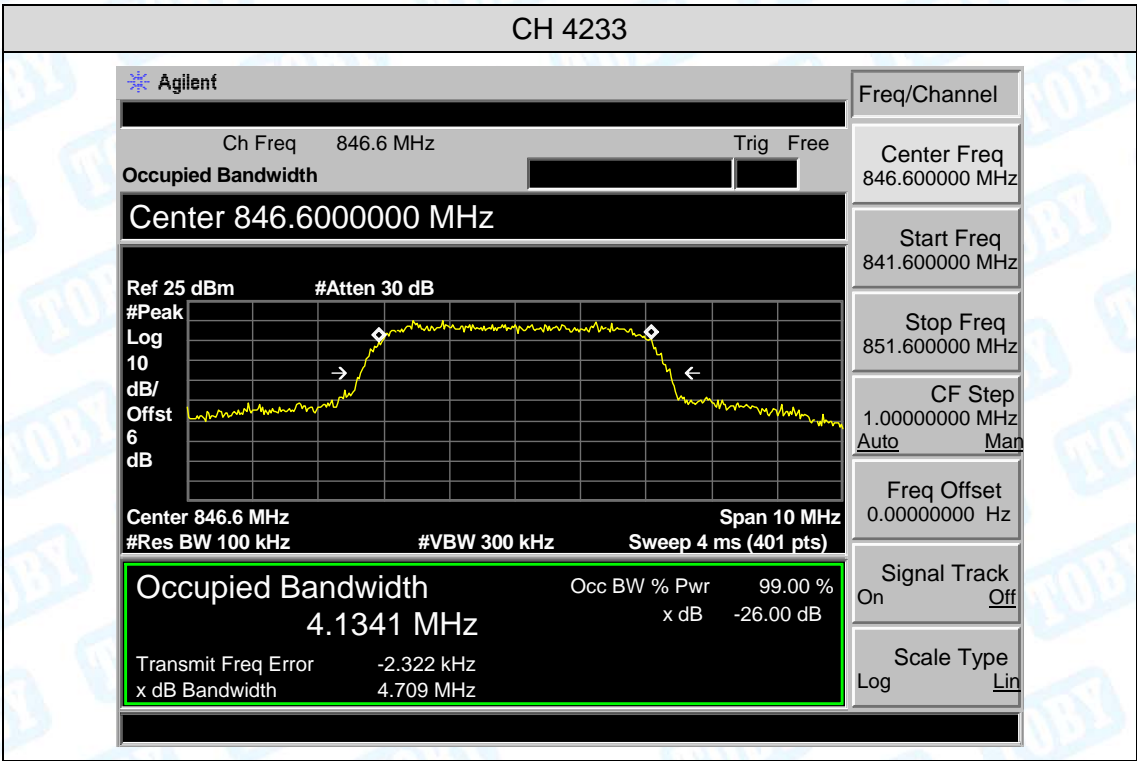 CH 4233
Agilent
Freq/Channel
Ch Freq 846.6 MHz Trig Free
Occupied Bandwidth
Center 846.6000000 MHz
Ref 25 dBm #Atten 30 dB
#Peak
Log
10
dB/
Offst
6
dB
Center 846.6 MHz Span 10 MHz
#Res BW 100 kHz #VBW 300 kHz Sweep 4 ms (401 pts)
Occupied Bandwidth
4.1341 MHz
Occ BW % Pwr 99.00 %
x dB -26.00 dB
Transmit Freq Error -2.322 kHz
x dB Bandwidth 4.709 MHz
Center Freq
846.600000 MHz
Start Freq
841.600000 MHz
Stop Freq
851.600000 MHz
CF Step
1.00000000 MHz
Auto Man
Freq Offset
0.00000000 Hz
Signal Track
On Off
Scale Type
Log Lin
TOBY